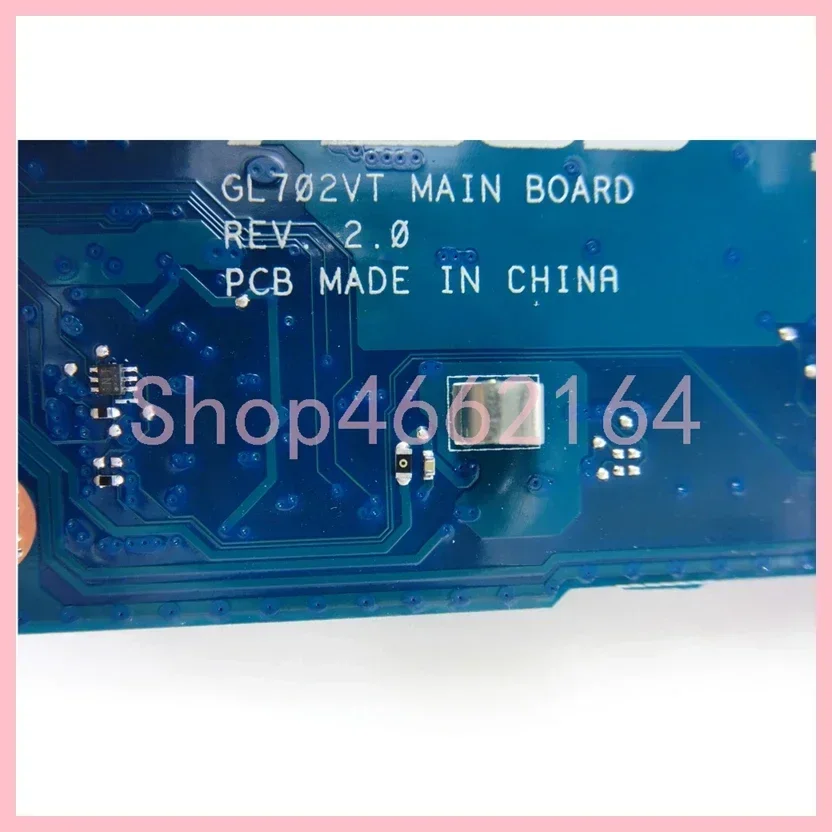 GL702VT MAIN BOARD
REV. 2.0
PCB MADE IN CHINA
Shop4662164